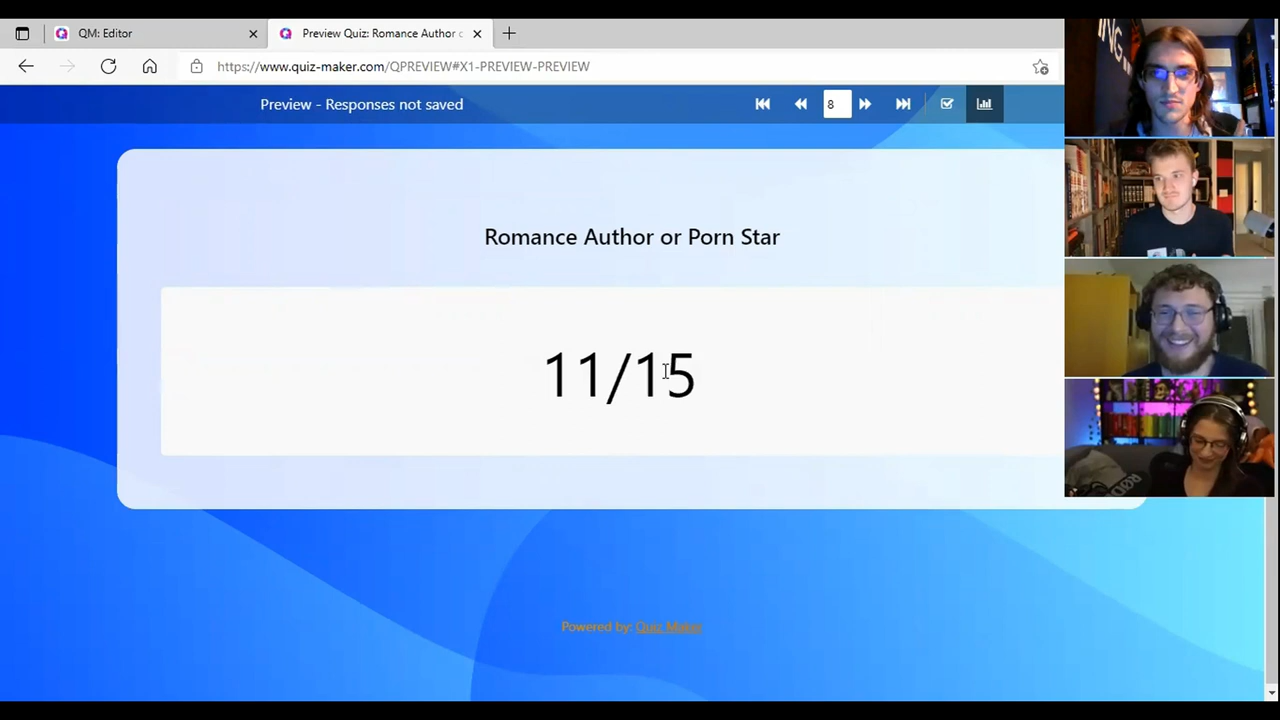 QM: Editor
Preview Quiz: Romance Author o
https://www.quiz-maker.com/QPREVIEW#X1-PREVIEW-PREVIEW
Preview - Responses not saved
8
Romance Author or Porn Star
11/15
Powered by: Quiz Maker